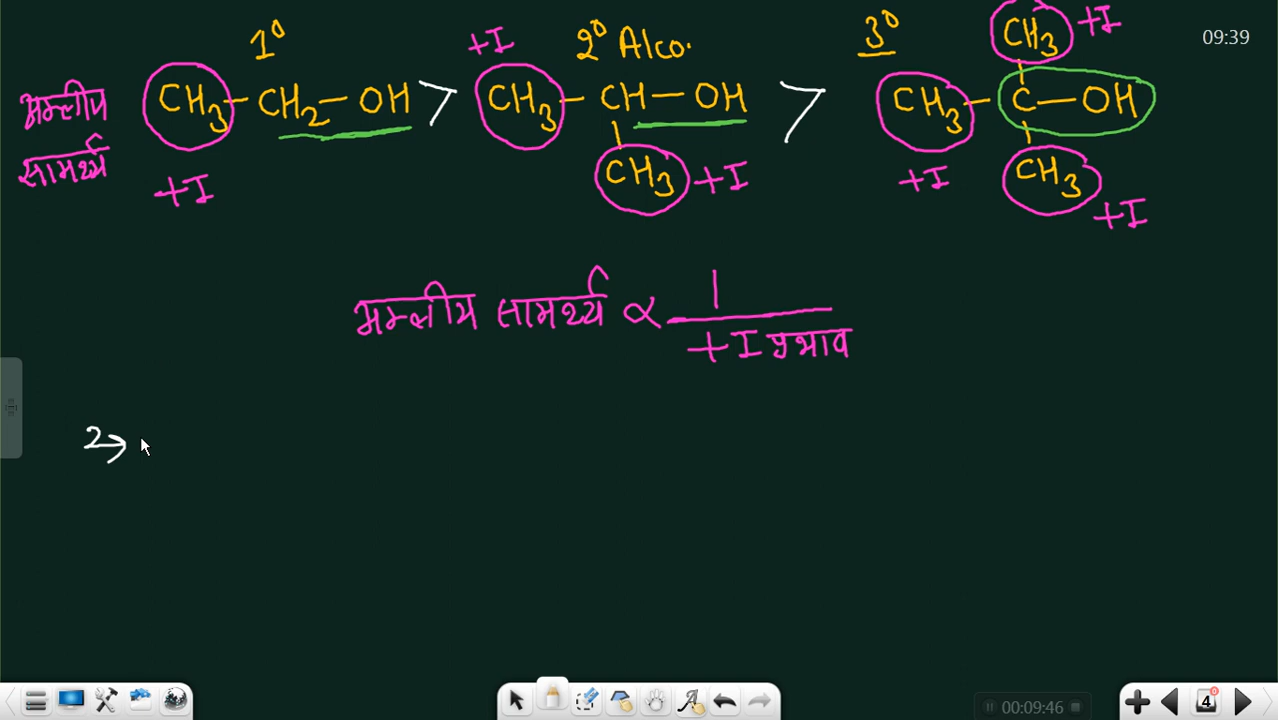 09:39
1° 2° Alco. 3°
अम्लीय सामर्थ्य
CH3-CH2-OH > CH3-CH-OH > CH3-C-OH
+I +I CH3 +I +I CH3 +I CH3 +I
अम्लीय सामर्थ्य ∝ 1
+I प्रभाव
2→
00:09:46
4